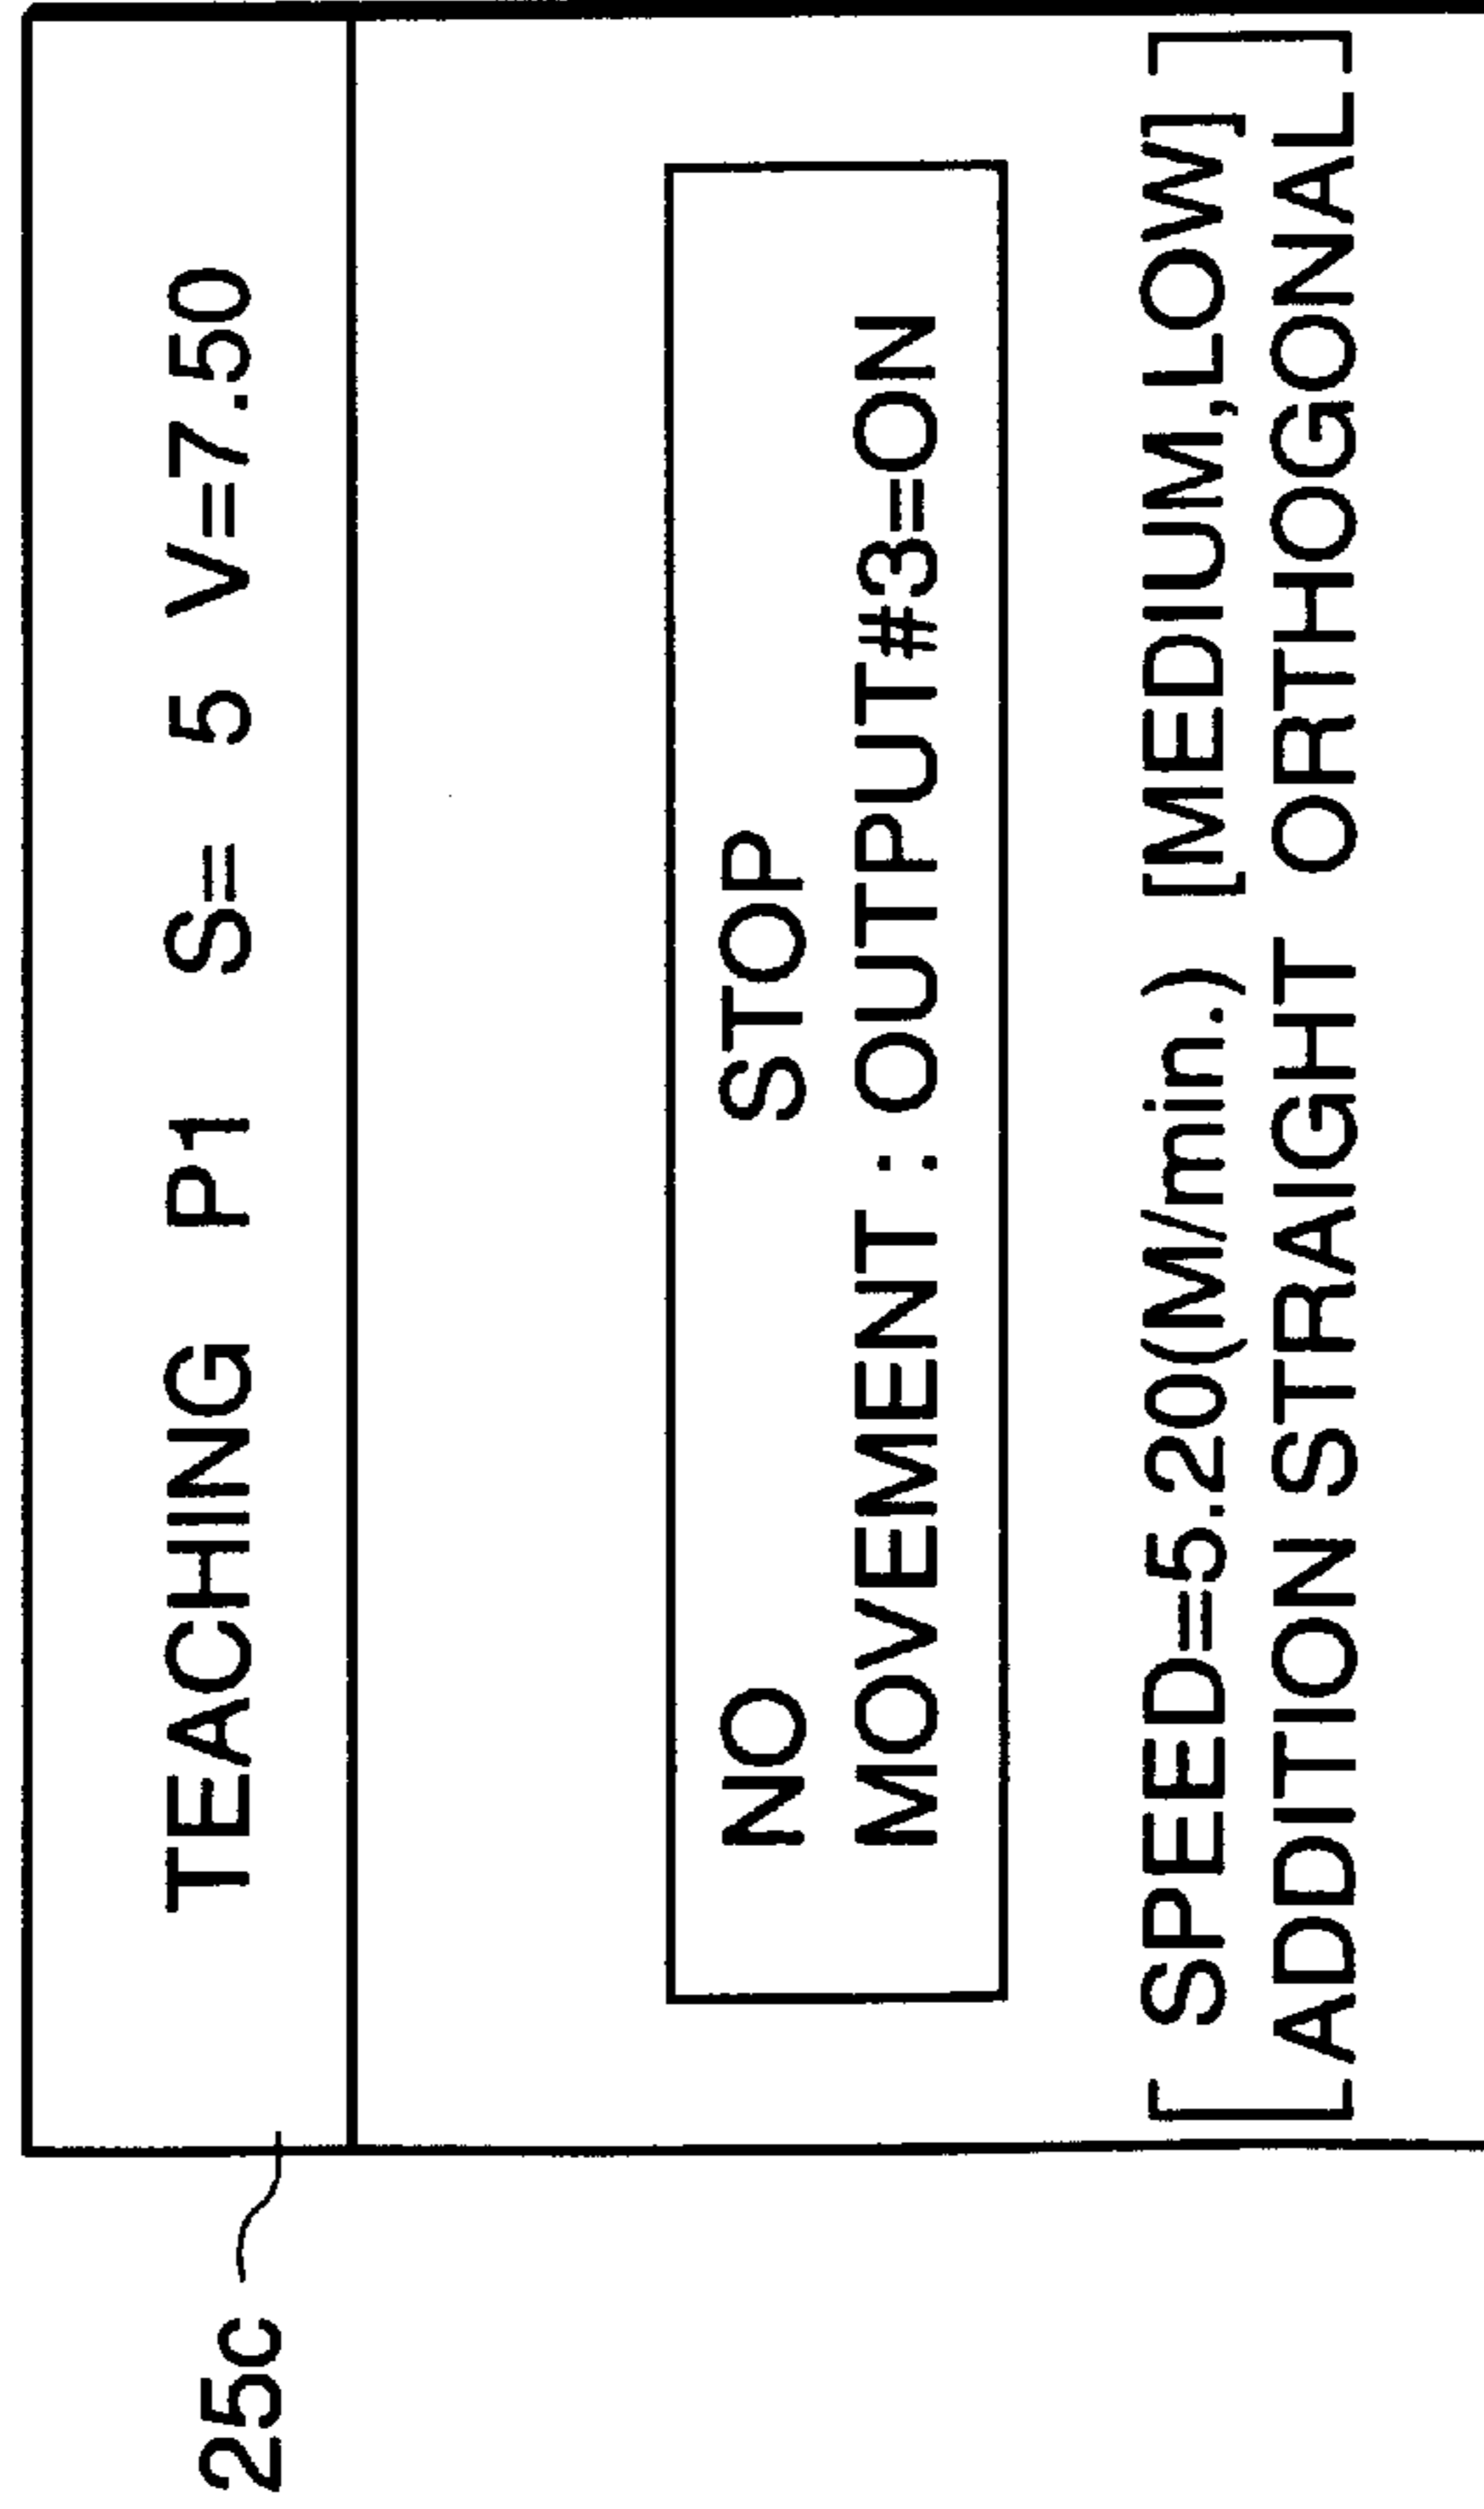 25c
TEACHING P1 S= 5 5 V=7.50
NO STOP
MOVEMENT : OUTPUT#3=ON
[ SPEED=5.20(M/min.) [MEDIUM,LOW] ]
ADDITION STRAIGHT ORTHOGONAL